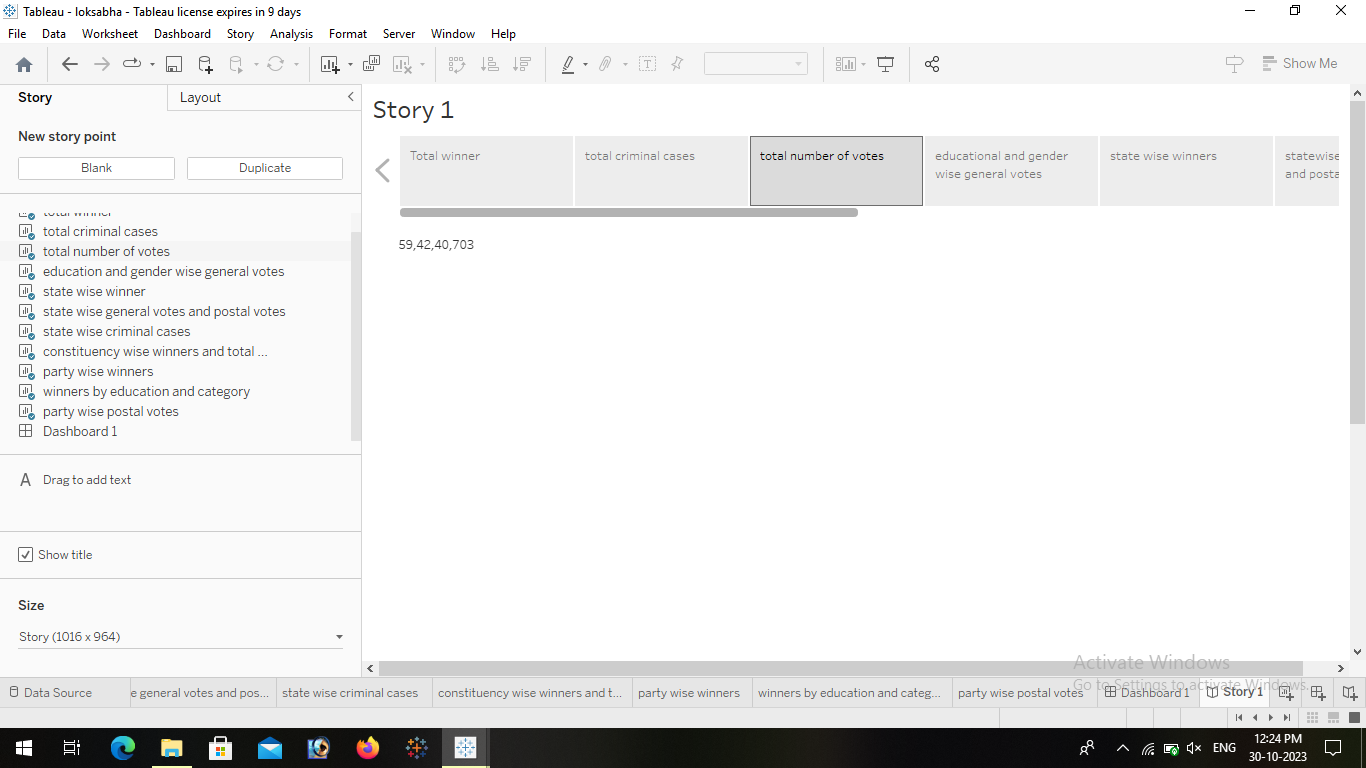 Tableau - loksabha - Tableau license expires in 9 days
File Data Worksheet Dashboard Story Analysis Format Server Window Help
Show Me
Story Layout
New story point
Blank Duplicate
total winner
total criminal cases
total number of votes
education and gender wise general votes
state wise winner
state wise general votes and postal votes
state wise criminal cases
constituency wise winners and total ...
party wise winners
winners by education and category
party wise postal votes
Dashboard 1
A Drag to add text
Show title
Size
Story (1016 x 964)
Story 1
Total winner total criminal cases total number of votes educational and gender wise general votes state wise winners statewise and posta
59,42,40,703
Activate Windows
Go to Settings to activate Windows.
Data Source e general votes and pos... state wise criminal cases constituency wise winners and t... party wise winners winners by education and categ... party wise postal votes Dashboard 1 Story 1
ENG 12:24 PM
30-10-2023